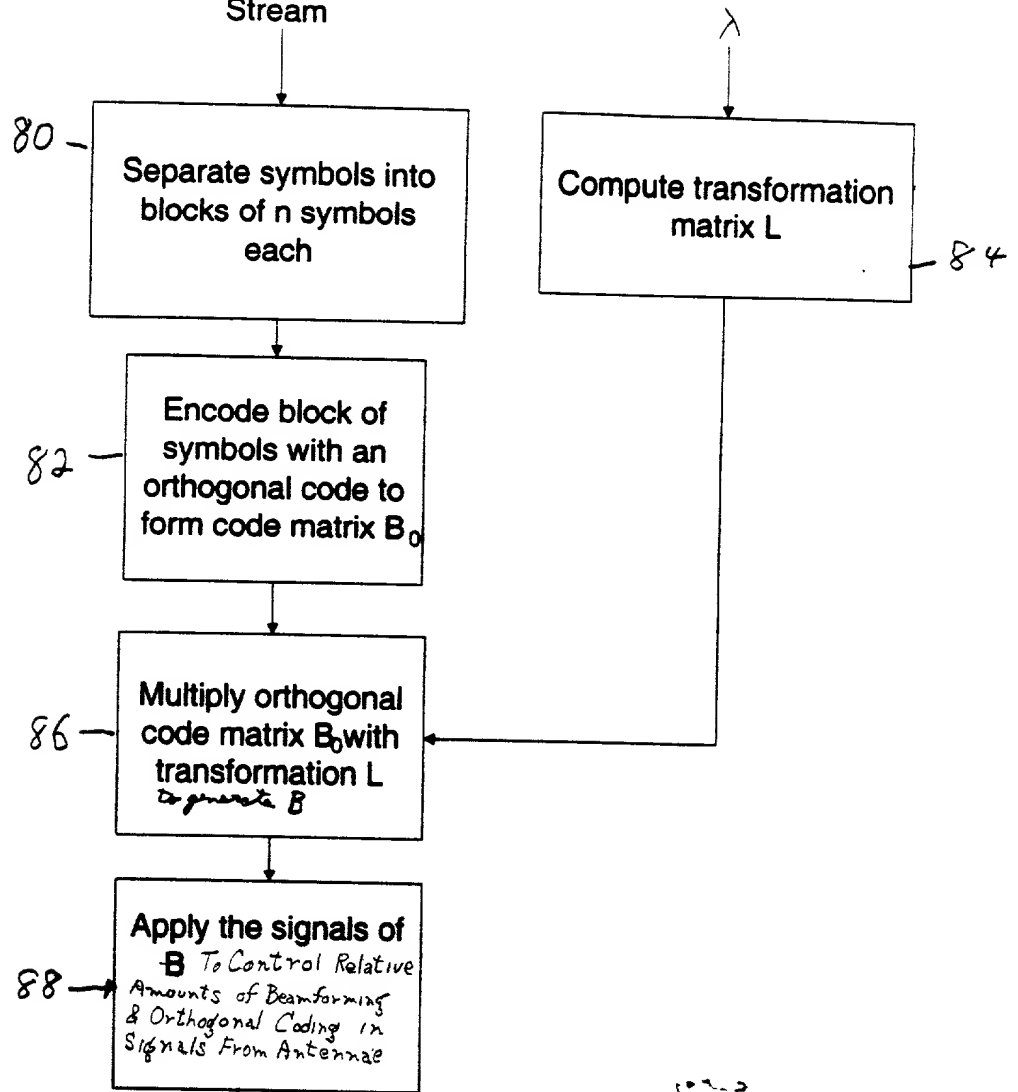 Stream
λ
80
Separate symbols into
blocks of n symbols
each
Compute transformation
matrix L
84
Encode block of
symbols with an
orthogonal code to
form code matrix B₀
82
Multiply orthogonal
code matrix B₀ with
transformation L
to generate B
86
Apply the signals of
B To Control Relative
Amounts of Beamforming
& Orthogonal Coding in
Signals From Antennae
88